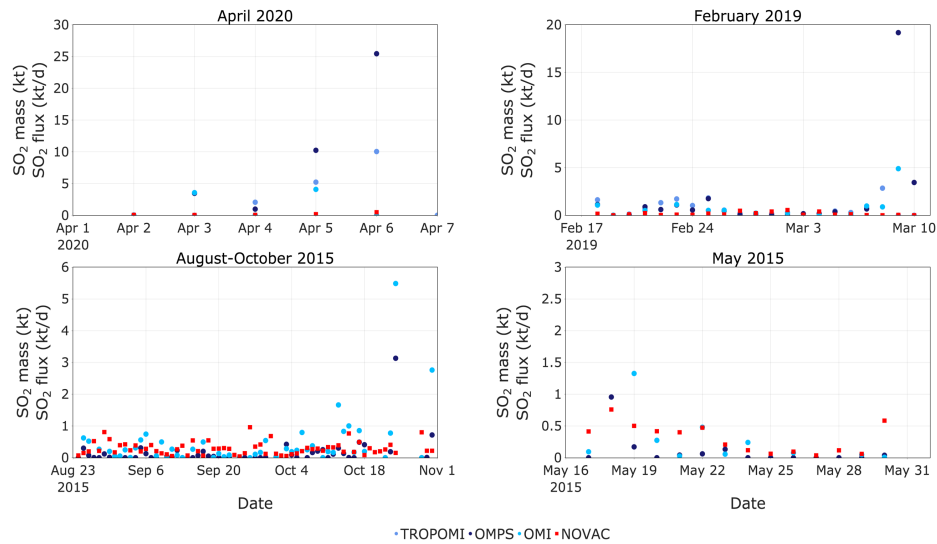 April 2020
SO2 mass (kt)
SO2 flux (kt/d)
30
25
20
15
10
5
0
Apr 1 Apr 2 Apr 3 Apr 4 Apr 5 Apr 6 Apr 7
2020
February 2019
SO2 mass (kt)
SO2 flux (kt/d)
20
15
10
5
0
Feb 17 Feb 24 Mar 3 Mar 10
2019
August-October 2015
SO2 mass (kt)
SO2 flux (kt/d)
6
5
4
3
2
1
0
Aug 23 Sep 6 Sep 20 Oct 4 Oct 18 Nov 1
2015
Date
May 2015
SO2 mass (kt)
SO2 flux (kt/d)
3
2.5
2
1.5
1
0.5
0
May 16 May 19 May 22 May 25 May 28 May 31
2015
Date
TROPOMI OMPS OMI NOVAC